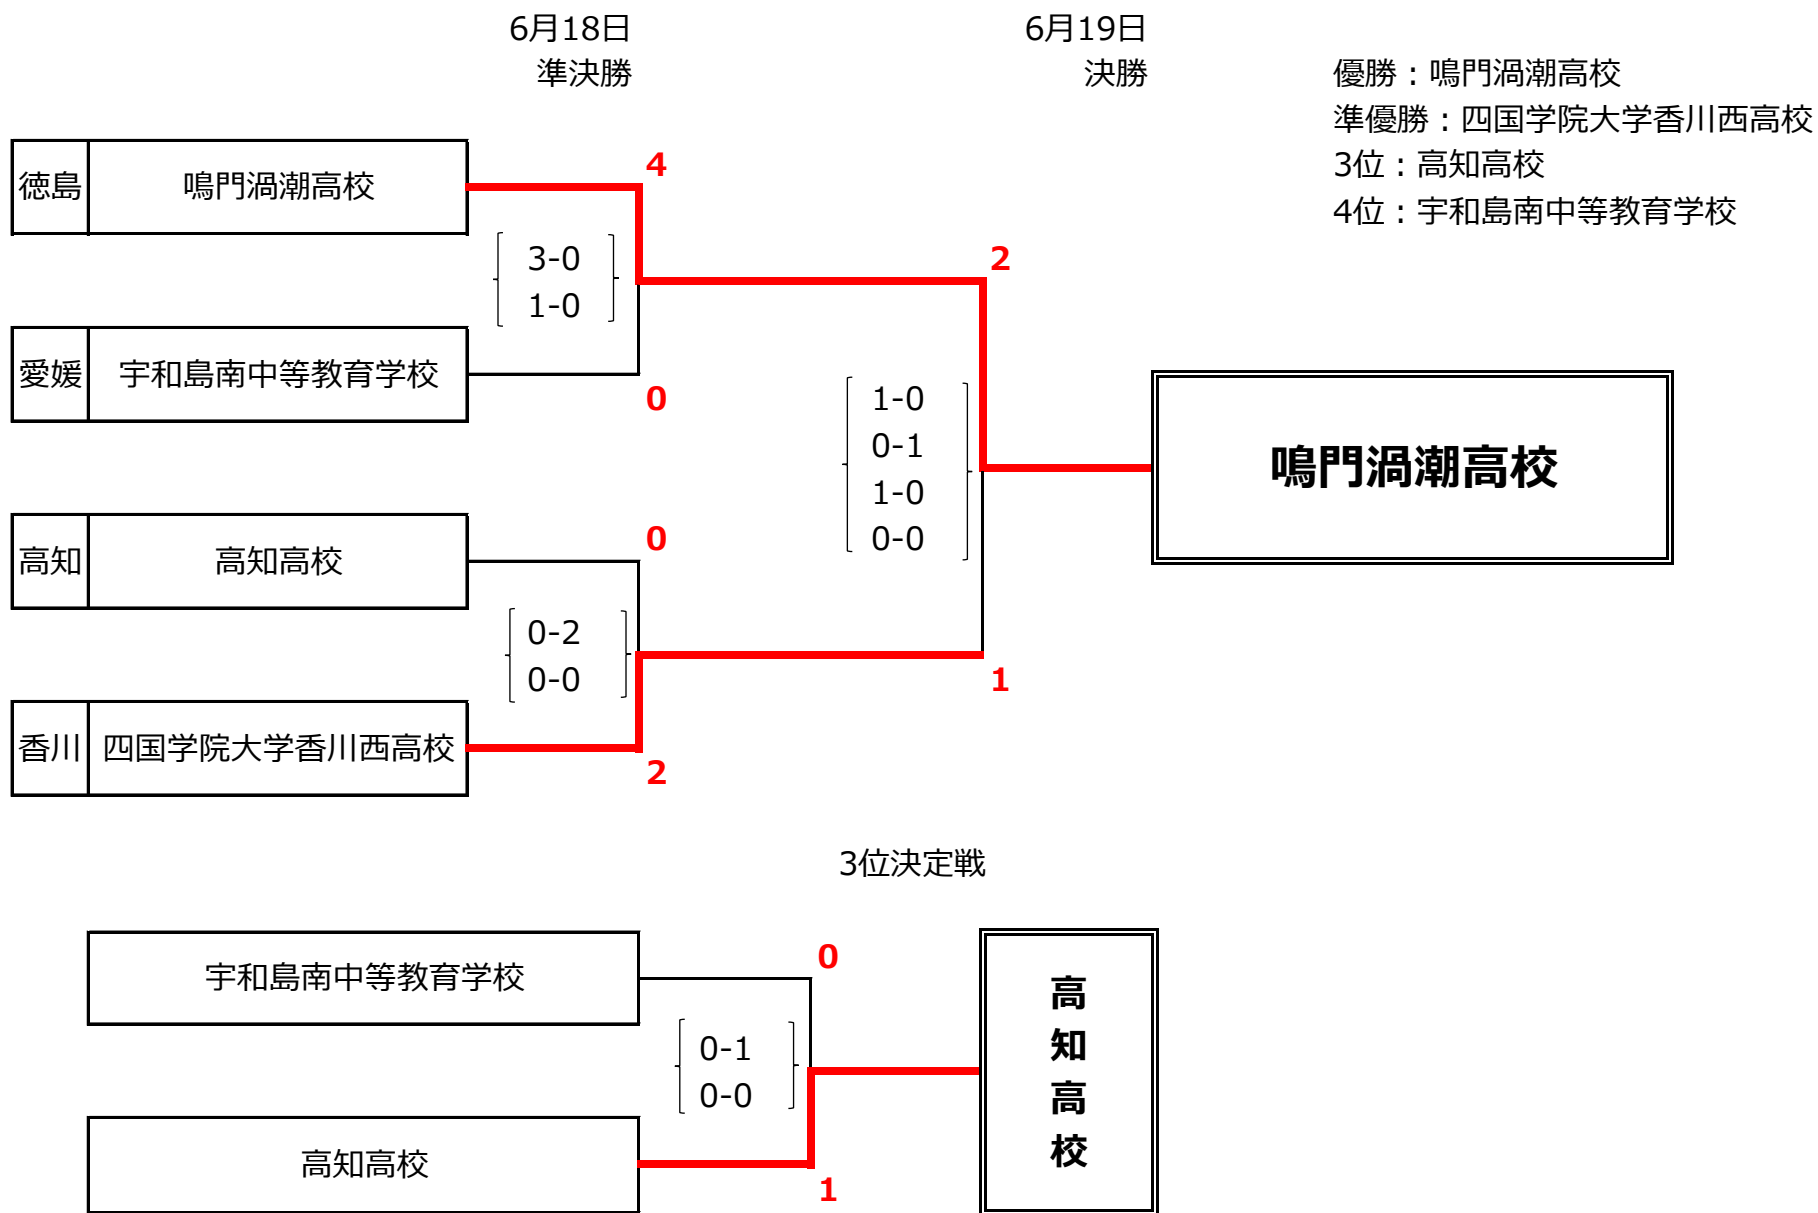 6月18日
準決勝
6月19日
決勝
優勝：鳴門渦潮高校
準優勝：四国学院大学香川西高校
3位：高知高校
4位：宇和島南中等教育学校
徳島 鳴門渦潮高校
4
3-0
1-0
愛媛 宇和島南中等教育学校
0
2
1-0
0-1
1-0
0-0
鳴門渦潮高校
高知 高知高校
0
0-2
0-0
香川 四国学院大学香川西高校
2
1
3位決定戦
宇和島南中等教育学校
0
0-1
0-0
高知高校
1
高知高校